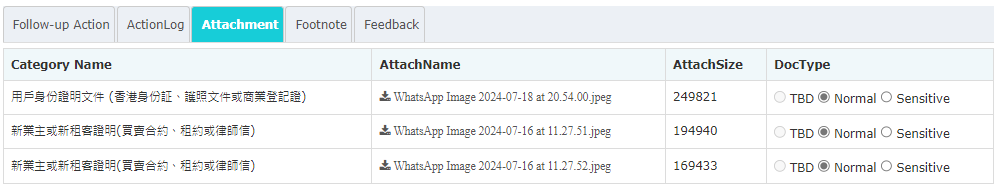 Follow-up Action ActionLog Attachment Footnote Feedback
Category Name AttachName AttachSize DocType
用戶身份證明文件 (香港身份証、護照文件或商業登記證) WhatsApp Image 2024-07-18 at 20.54.00.jpeg 249821 TBD Normal Sensitive
新業主或新租客證明(買賣合約、租約或律師信) WhatsApp Image 2024-07-16 at 11.27.51.jpeg 194940 TBD Normal Sensitive
新業主或新租客證明(買賣合約、租約或律師信) WhatsApp Image 2024-07-16 at 11.27.52.jpeg 169433 TBD Normal Sensitive